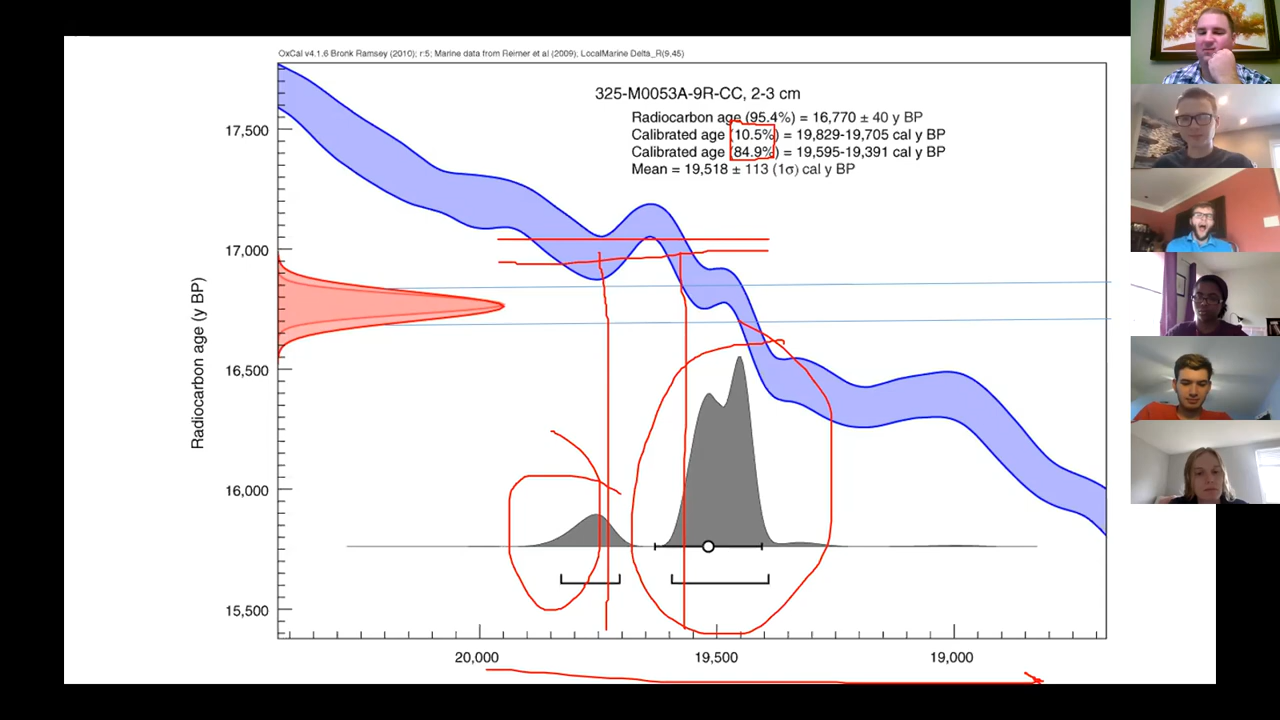 OxCal v4.1.6 Bronk Ramsey (2010); r:5; Marine data from Reimer et al (2009); LocalMarine Delta_R(9,45)
325-M0053A-9R-CC, 2-3 cm
Radiocarbon age (95.4%) = 16,770 ± 40 y BP
Calibrated age (10.5%) = 19,829-19,705 cal y BP
Calibrated age (84.9%) = 19,595-19,391 cal y BP
Mean = 19,518 ± 113 (1σ) cal y BP
Radiocarbon age (y BP)
17,500
17,000
16,500
16,000
15,500
20,000
19,500
19,000